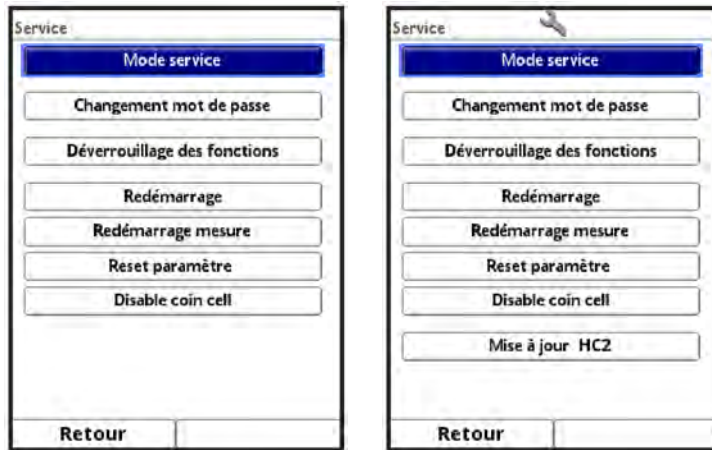 Service
Mode service
Changement mot de passe
Déverrouillage des fonctions
Redémarrage
Redémarrage mesure
Reset paramètre
Disable coin cell
Retour
Service
Mode service
Changement mot de passe
Déverrouillage des fonctions
Redémarrage
Redémarrage mesure
Reset paramètre
Disable coin cell
Mise à jour HC2
Retour